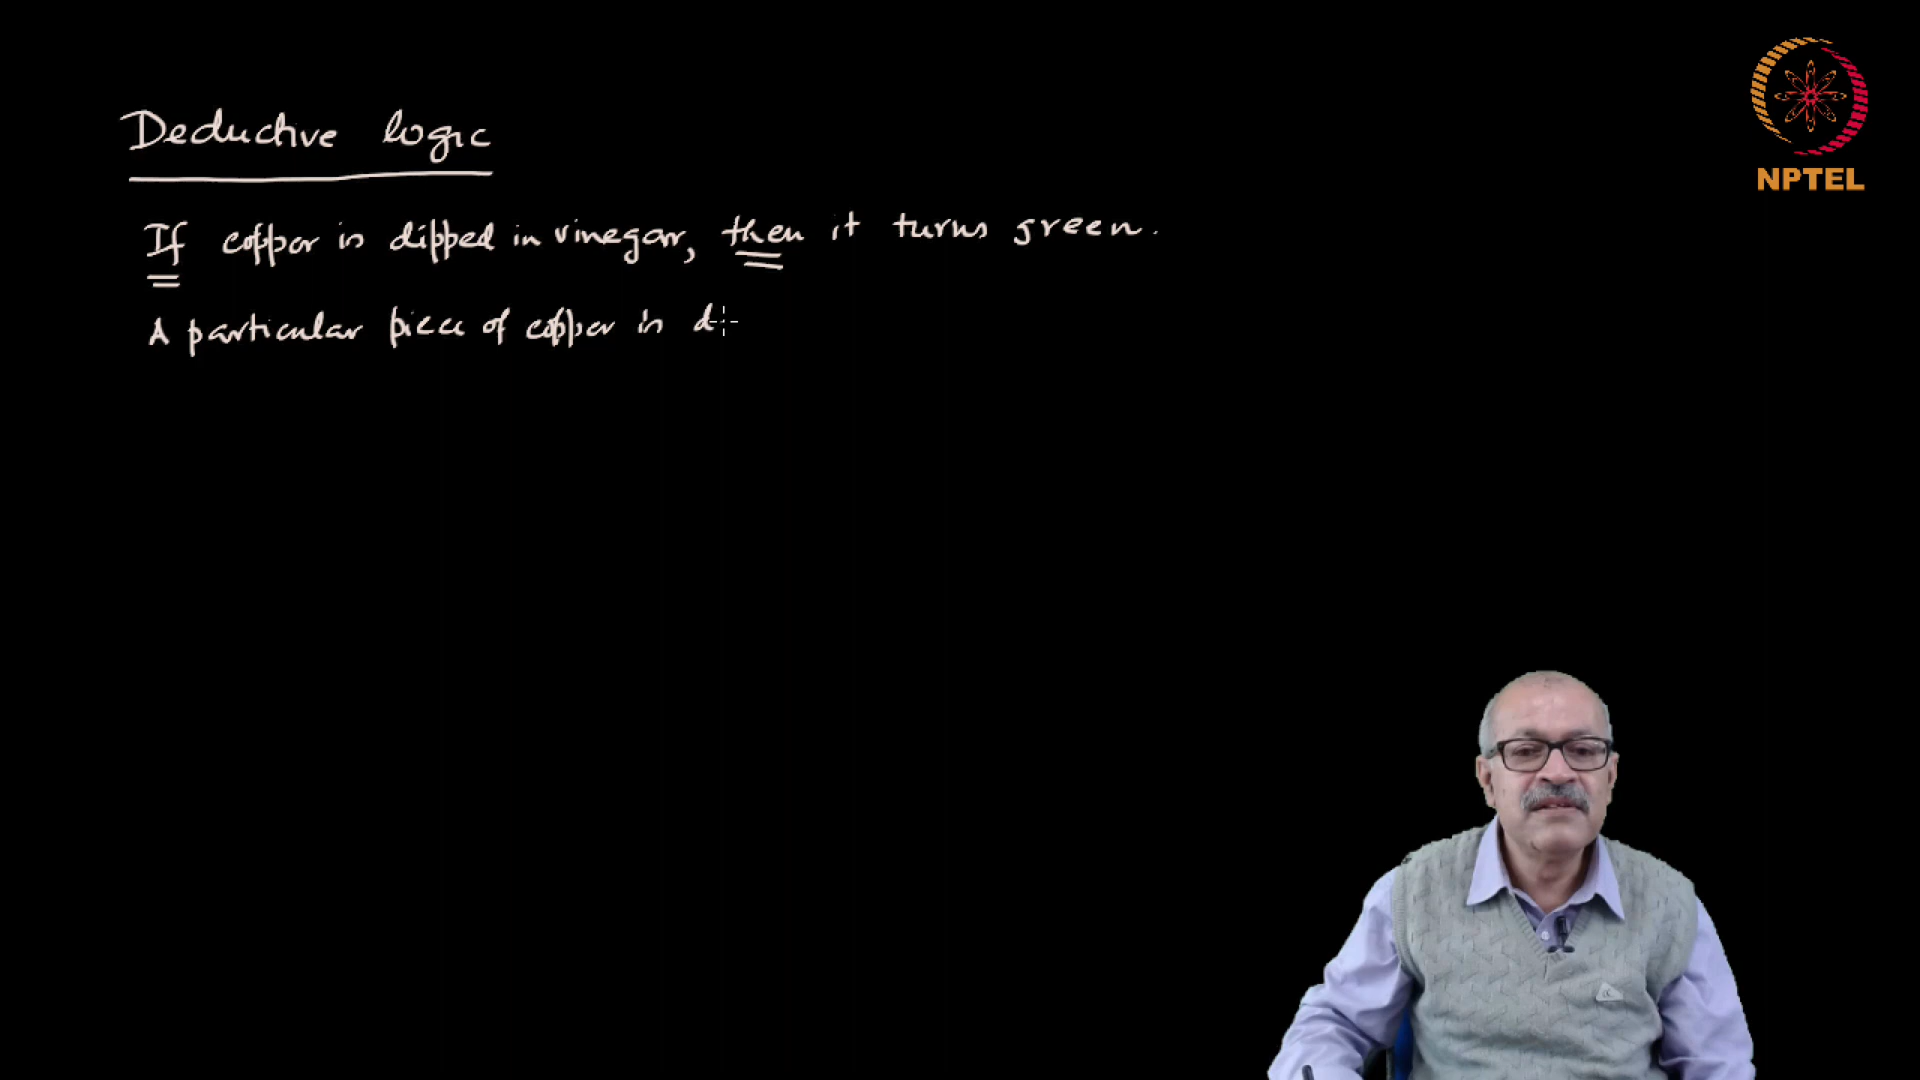 Deductive logic
If copper is dipped in vinegar, then it turns green.
A particular piece of copper is d
NPTEL